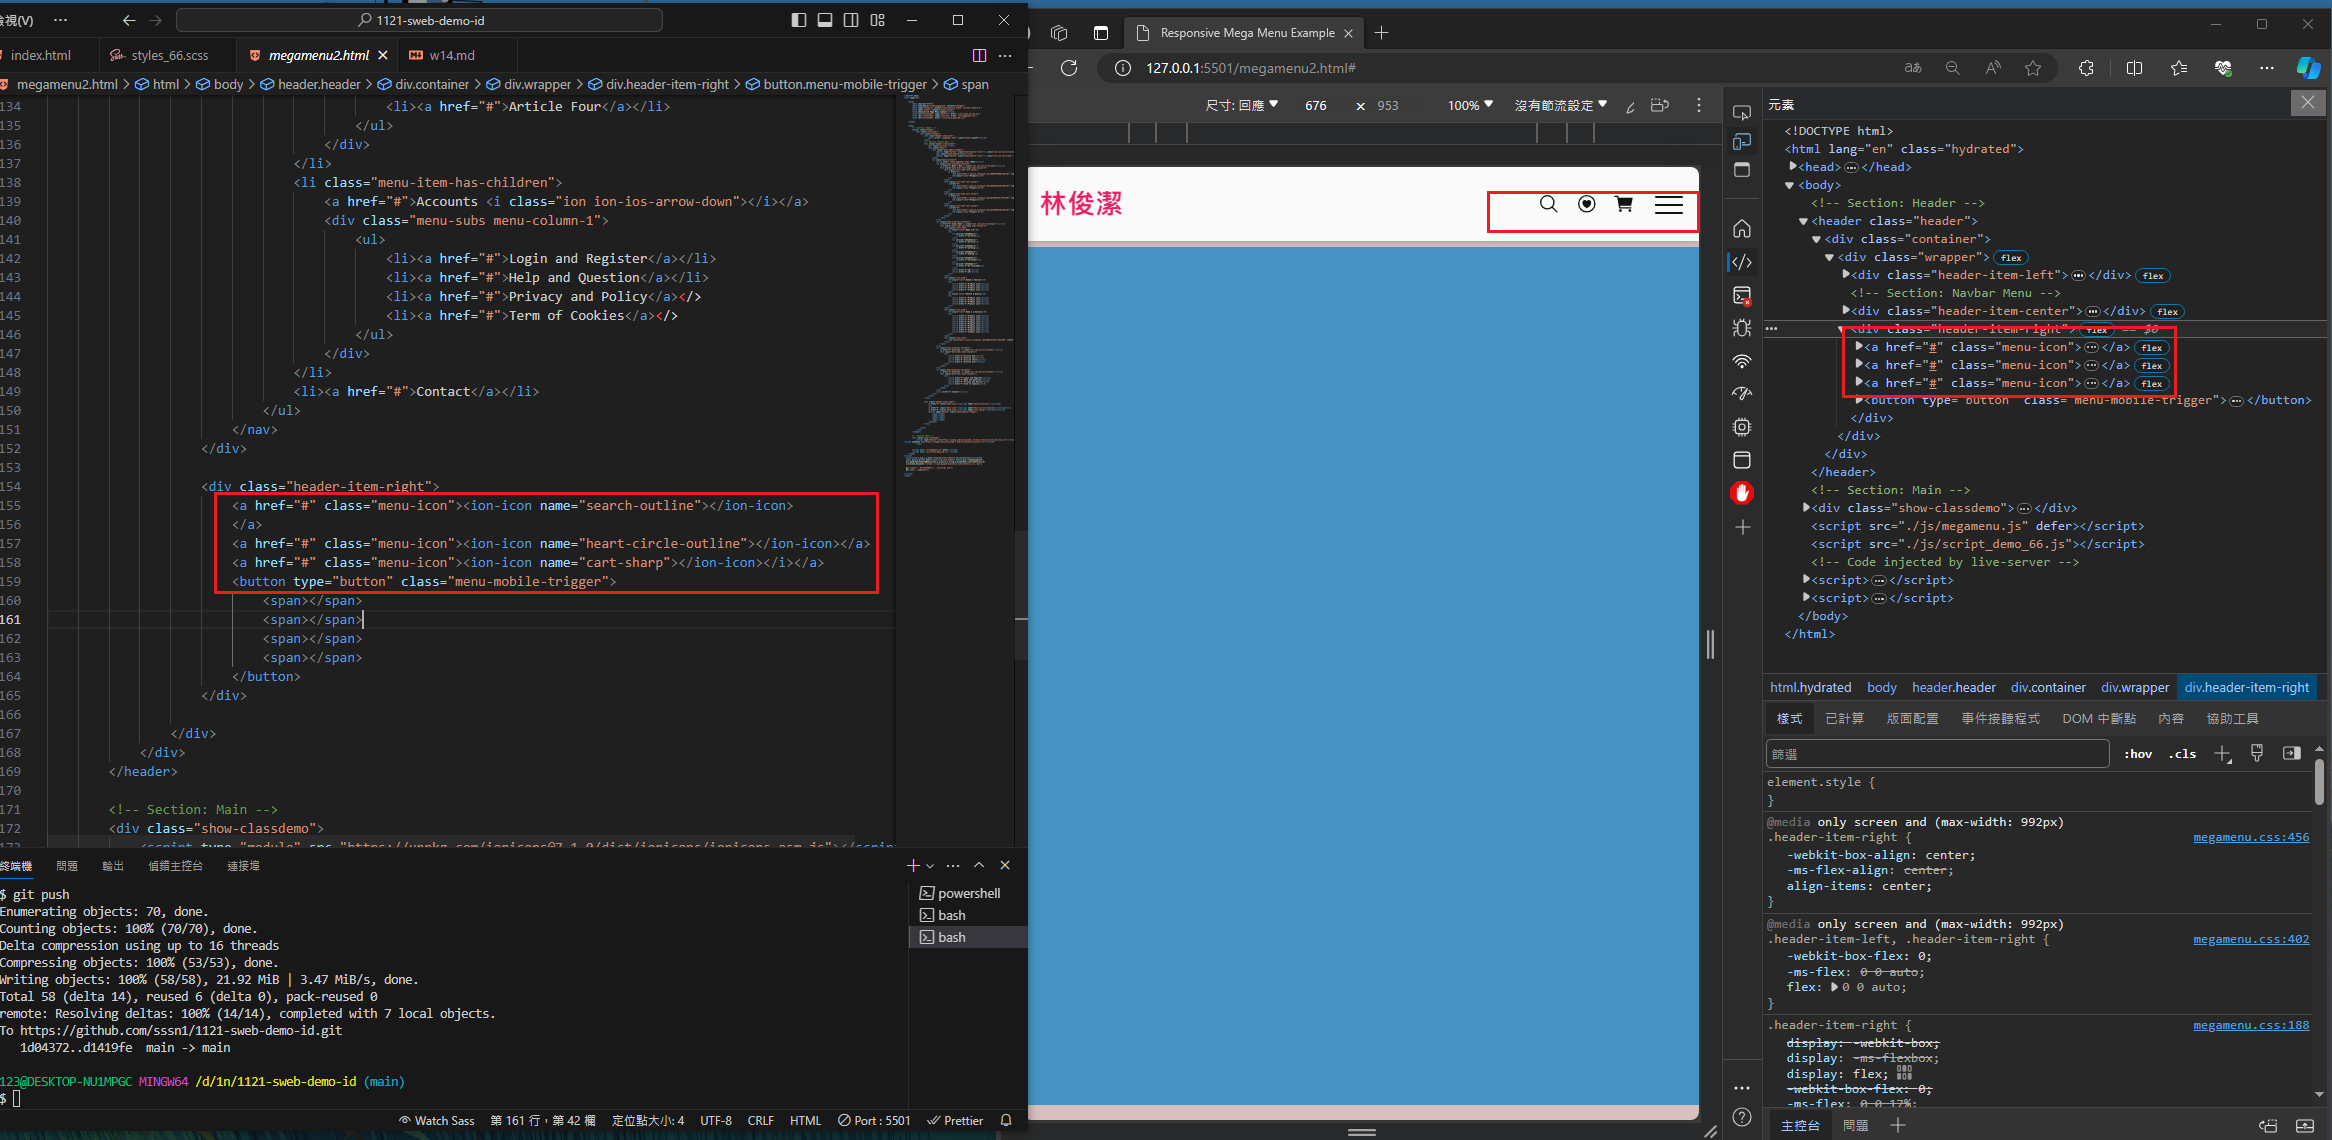 檢視(V) ··· 1121-sweb-demo-id
index.html styles_66.scss megamenu2.html w14.md
megamenu2.html > html > body > header.header > div.container > div.wrapper > div.header-item-right > button.menu-mobile-trigger > span
134 <li><a href="#">Article Four</a></li>
135 </ul>
136 </div>
137 </li>
138 <li class="menu-item-has-children">
139 <a href="#">Accounts <i class="ion ion-ios-arrow-down"></i></a>
140 <div class="menu-subs menu-column-1">
141 <ul>
142 <li><a href="#">Login and Register</a></li>
143 <li><a href="#">Help and Question</a></li>
144 <li><a href="#">Privacy and Policy</a></>
145 <li><a href="#">Term of Cookies</a></>
146 </ul>
147 </div>
148 </li>
149 <li><a href="#">Contact</a></li>
150 </ul>
151 </nav>
152 </div>
153
154 <div class="header-item-right">
155 <a href="#" class="menu-icon"><ion-icon name="search-outline"></ion-icon>
156 </a>
157 <a href="#" class="menu-icon"><ion-icon name="heart-circle-outline"></ion-icon></a>
158 <a href="#" class="menu-icon"><ion-icon name="cart-sharp"></ion-icon></i></a>
159 <button type="button" class="menu-mobile-trigger">
160 <span></span>
161 <span></span>
162 <span></span>
163 <span></span>
164 </button>
165 </div>
166
167 </div>
168 </div>
169 </header>
170
171 <!-- Section: Main -->
172 <div class="show-classdemo">
173 <script type="module" src="https://unpkg.com/ionicons@7.1.0/dist/ionicons/ionicons.esm.js"></scrip
終端機 問題 輸出 偵錯主控台 連接埠
$ git push
Enumerating objects: 70, done.
Counting objects: 100% (70/70), done.
Delta compression using up to 16 threads
Compressing objects: 100% (53/53), done.
Writing objects: 100% (58/58), 21.92 MiB | 3.47 MiB/s, done.
Total 58 (delta 14), reused 6 (delta 0), pack-reused 0
remote: Resolving deltas: 100% (14/14), completed with 7 local objects.
To https://github.com/sssn1/1121-sweb-demo-id.git
1d04372..d1419fe main -> main
123@DESKTOP-NU1MPGC MINGW64 /d/1n/1121-sweb-demo-id (main)
$
powershell
bash
bash
Watch Sass 第 161 行，第 42 欄 定位點大小: 4 UTF-8 CRLF HTML Port : 5501 Prettier
Responsive Mega Menu Example
127.0.0.1:5501/megamenu2.html#
尺寸: 回應 676 × 953 100% 沒有節流設定
林俊潔
元素
<!DOCTYPE html>
<html lang="en" class="hydrated">
<head>···</head>
<body>
<!-- Section: Header -->
<header class="header">
<div class="container">
<div class="wrapper"> flex
<div class="header-item-left">···</div> flex
<!-- Section: Navbar Menu -->
<div class="header-item-center">···</div> flex
<div class="header-item-right"> flex == $0
<a href="#" class="menu-icon">···</a> flex
<a href="#" class="menu-icon">···</a> flex
<a href="#" class="menu-icon">···</a> flex
<button type="button" class="menu-mobile-trigger">···</button>
</div>
</div>
</div>
</header>
<!-- Section: Main -->
<div class="show-classdemo">···</div>
<script src="./js/megamenu.js" defer></script>
<script src="./js/script_demo_66.js"></script>
<!-- Code injected by live-server -->
<script>···</script>
<script>···</script>
</body>
</html>
html.hydrated body header.header div.container div.wrapper div.header-item-right
樣式 已計算 版面配置 事件接聽程式 DOM 中斷點 內容 協助工具
篩選 :hov .cls
element.style {
}
@media only screen and (max-width: 992px)
.header-item-right { megamenu.css:456
-webkit-box-align: center;
-ms-flex-align: center;
align-items: center;
}
@media only screen and (max-width: 992px)
.header-item-left, .header-item-right { megamenu.css:402
-webkit-box-flex: 0;
-ms-flex: 0 0 auto;
flex: 0 0 auto;
}
.header-item-right { megamenu.css:188
display: -webkit-box;
display: -ms-flexbox;
display: flex;
-webkit-box-flex: 0;
-ms-flex: 0 0 17%;
主控台 問題